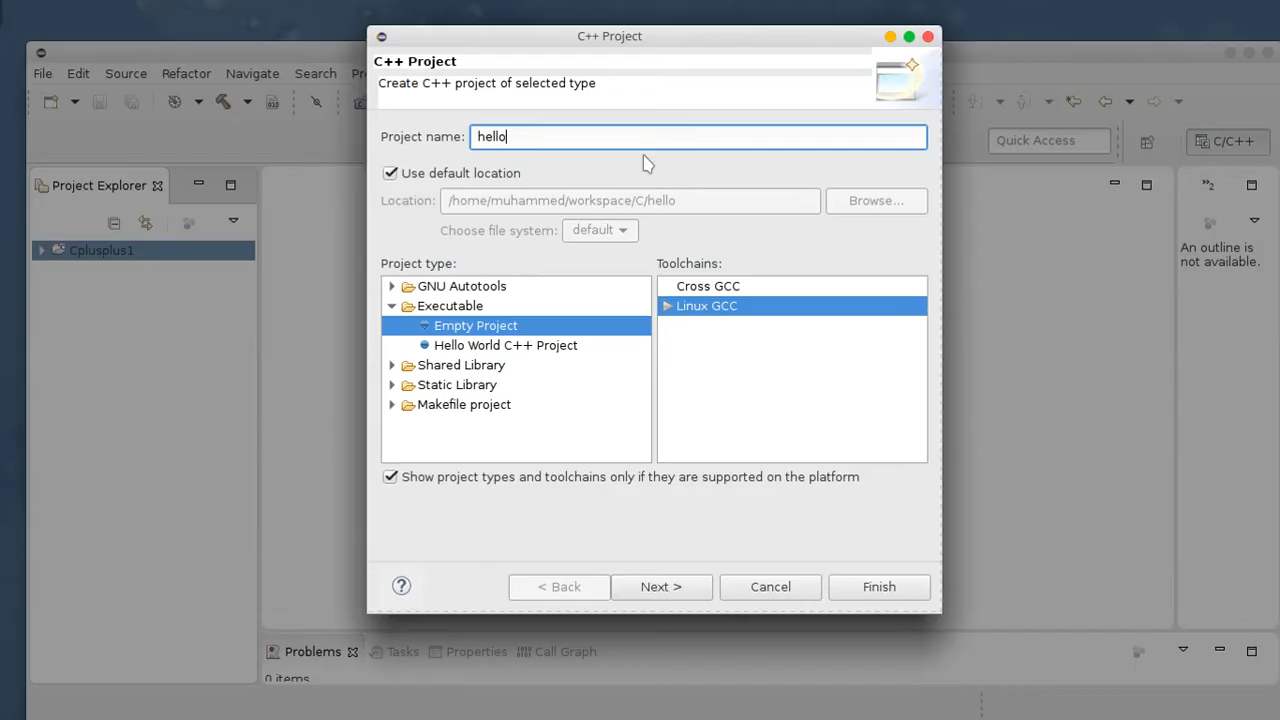 C++ Project
C++ Project
Create C++ project of selected type
File Edit Source Refactor Navigate Search
Project name: hello
Quick Access
C/C++
Project Explorer
Use default location
Location: /home/muhammed/workspace/C/hello Browse...
Choose file system: default
»2
An outline is
not available.
Cplusplus1
Project type:
Toolchains:
GNU Autotools
Executable
Empty Project
Hello World C++ Project
Shared Library
Static Library
Makefile project
Cross GCC
Linux GCC
Show project types and toolchains only if they are supported on the platform
? < Back Next > Cancel Finish
Problems Tasks Properties Call Graph
0 items